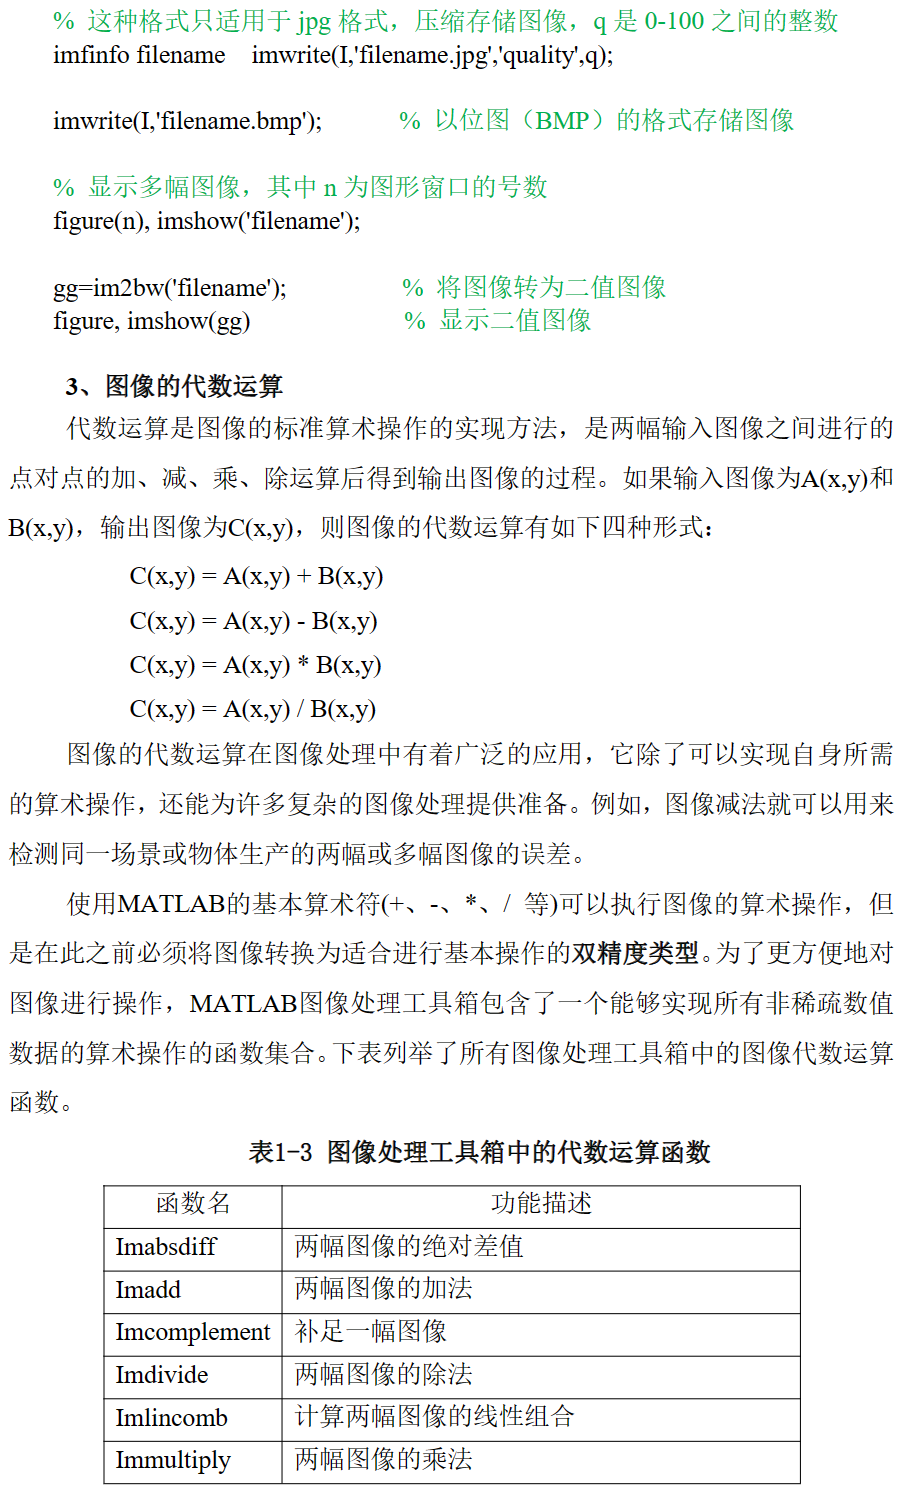 % 这种格式只适用于 jpg 格式，压缩存储图像，q 是 0-100 之间的整数
imfinfo filename    imwrite(I,'filename.jpg','quality',q);
imwrite(I,'filename.bmp');    % 以位图（BMP）的格式存储图像
% 显示多幅图像，其中 n 为图形窗口的号数
figure(n), imshow('filename');
gg=im2bw('filename');    % 将图像转为二值图像
figure, imshow(gg)    % 显示二值图像
3、图像的代数运算
代数运算是图像的标准算术操作的实现方法，是两幅输入图像之间进行的
点对点的加、减、乘、除运算后得到输出图像的过程。如果输入图像为A(x,y)和
B(x,y)，输出图像为C(x,y)，则图像的代数运算有如下四种形式：
C(x,y) = A(x,y) + B(x,y)
C(x,y) = A(x,y) - B(x,y)
C(x,y) = A(x,y) * B(x,y)
C(x,y) = A(x,y) / B(x,y)
图像的代数运算在图像处理中有着广泛的应用，它除了可以实现自身所需
的算术操作，还能为许多复杂的图像处理提供准备。例如，图像减法就可以用来
检测同一场景或物体生产的两幅或多幅图像的误差。
使用MATLAB的基本算术符(+、-、*、/ 等)可以执行图像的算术操作，但
是在此之前必须将图像转换为适合进行基本操作的双精度类型。为了更方便地对
图像进行操作，MATLAB图像处理工具箱包含了一个能够实现所有非稀疏数值
数据的算术操作的函数集合。下表列举了所有图像处理工具箱中的图像代数运算
函数。
表1-3 图像处理工具箱中的代数运算函数
函数名    功能描述
Imabsdiff    两幅图像的绝对差值
Imadd    两幅图像的加法
Imcomplement    补足一幅图像
Imdivide    两幅图像的除法
Imlincomb    计算两幅图像的线性组合
Immultiply    两幅图像的乘法